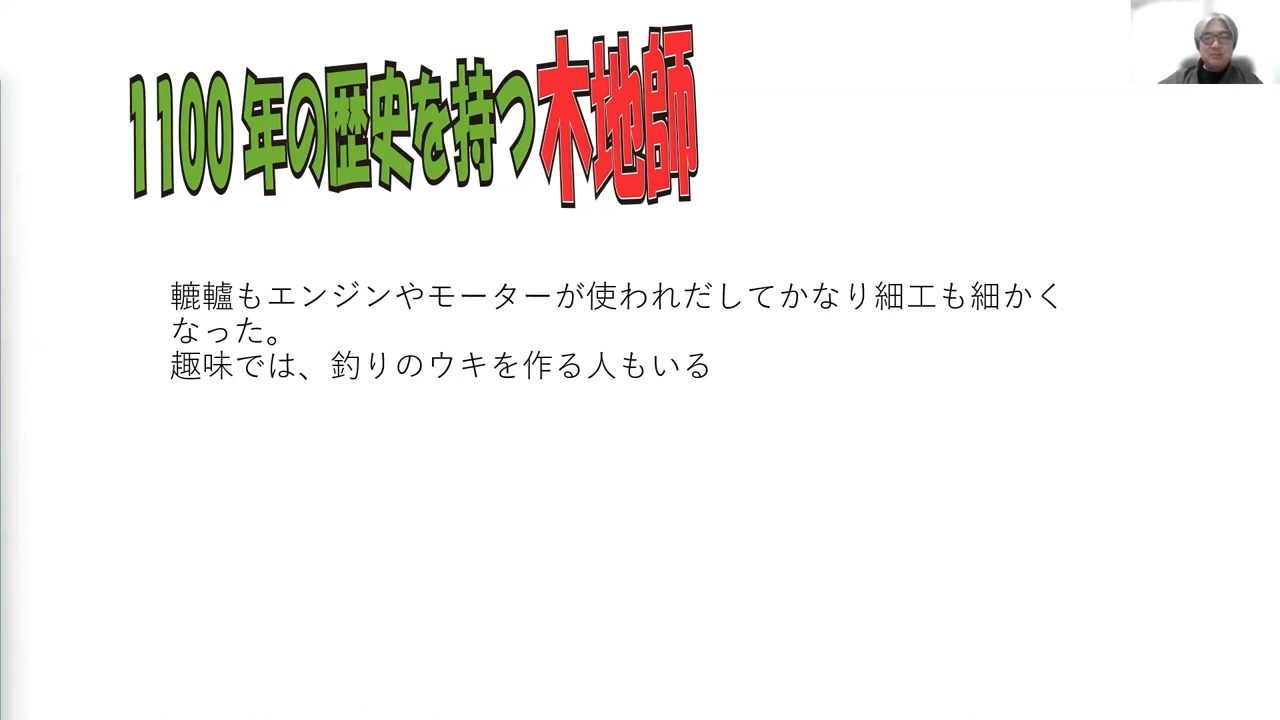 1100年の歴史を持つ木地師
轆轤もエンジンやモーターが使われだしてかなり細工も細かく
なった。
趣味では、釣りのウキを作る人もいる